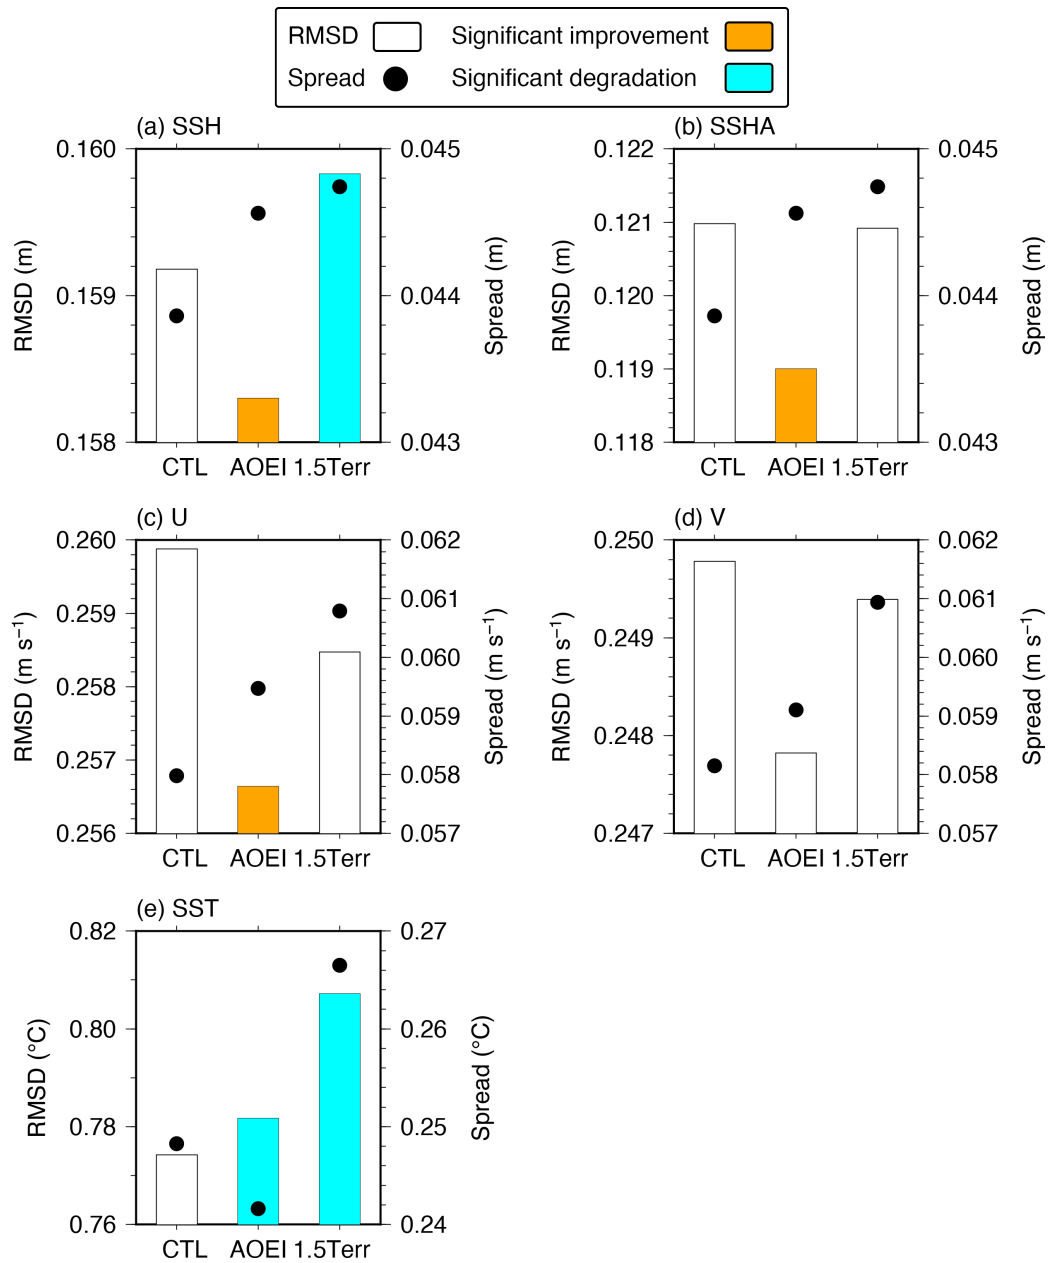 RMSD Significant improvement
Spread Significant degradation
(a) SSH
0.160
0.159
0.158
RMSD (m)
0.045
0.044
0.043
Spread (m)
CTL AOEI 1.5Terr
(b) SSHA
0.122
0.121
0.120
0.119
0.118
RMSD (m)
0.045
0.044
0.043
Spread (m)
CTL AOEI 1.5Terr
(c) U
0.260
0.259
0.258
0.257
0.256
RMSD (m s⁻¹)
0.062
0.061
0.060
0.059
0.058
0.057
Spread (m s⁻¹)
CTL AOEI 1.5Terr
(d) V
0.250
0.249
0.248
0.247
RMSD (m s⁻¹)
0.062
0.061
0.060
0.059
0.058
0.057
Spread (m s⁻¹)
CTL AOEI 1.5Terr
(e) SST
0.82
0.80
0.78
0.76
RMSD (°C)
0.27
0.26
0.25
0.24
Spread (°C)
CTL AOEI 1.5Terr